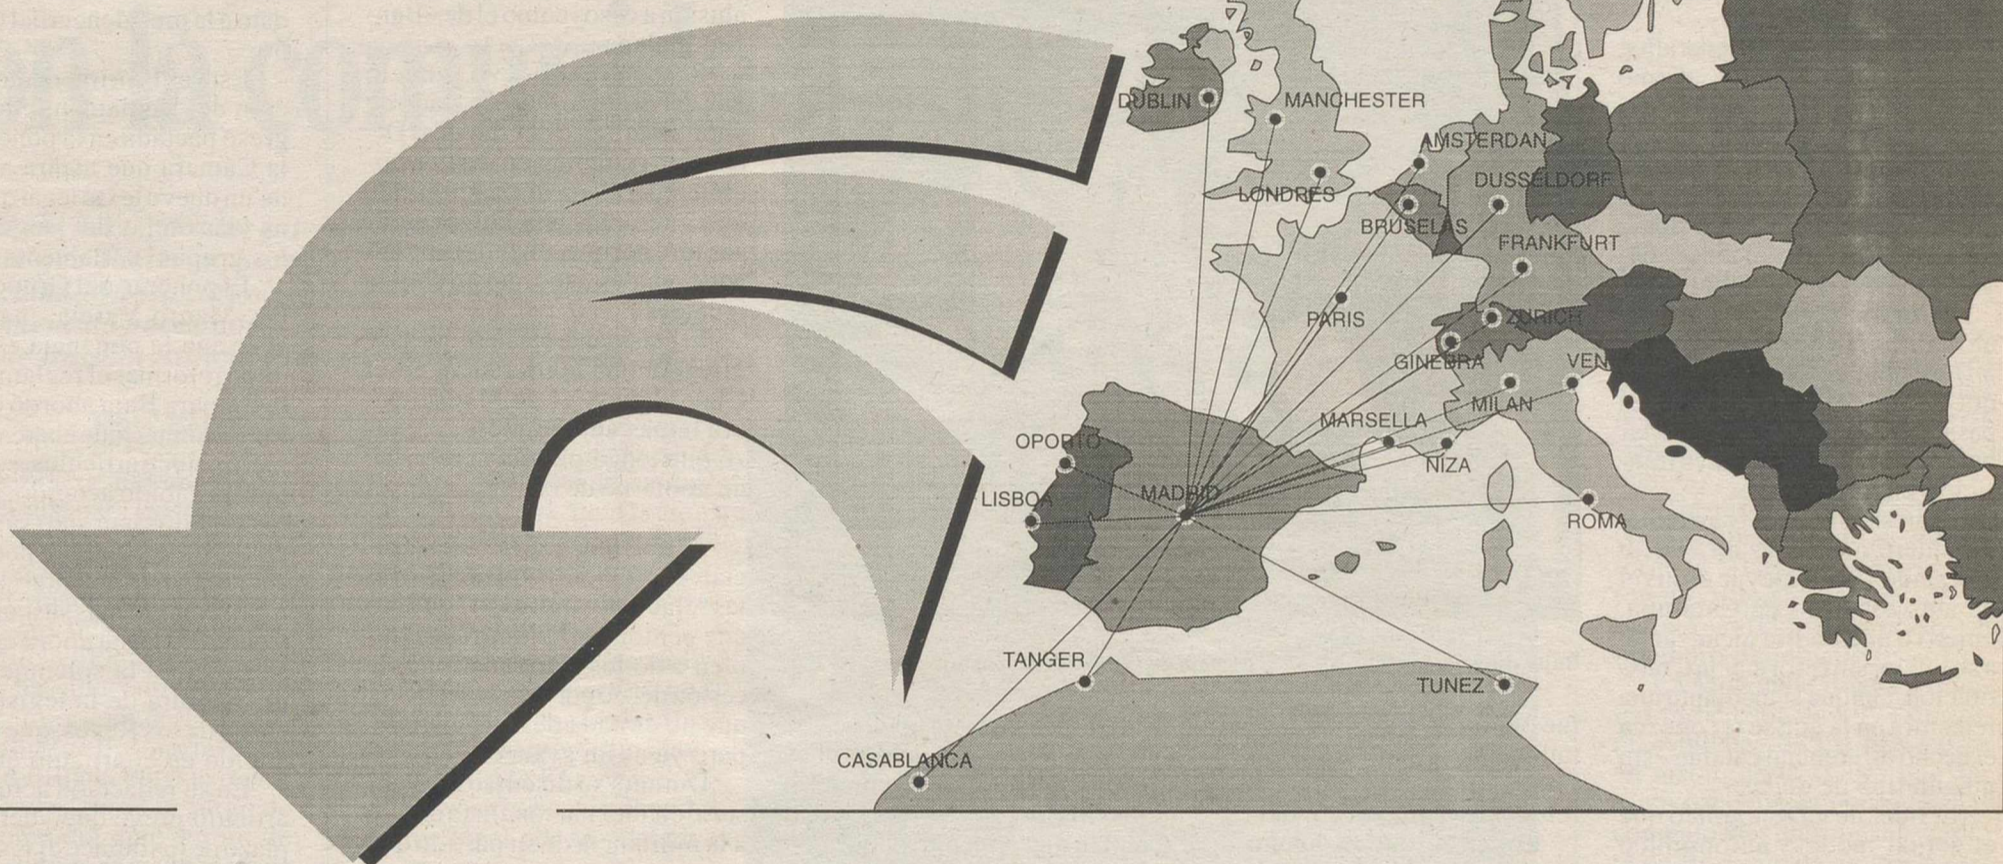 DUBLIN
MANCHESTER
AMSTERDAN
DUSSELDORF
LONDRES
BRUSELAS
FRANKFURT
PARIS
ZURICH
GINEBRA
VEN
MILAN
MARSELLA
OPORTO
NIZA
LISBOA
MADRID
ROMA
TANGER
TUNEZ
CASABLANCA